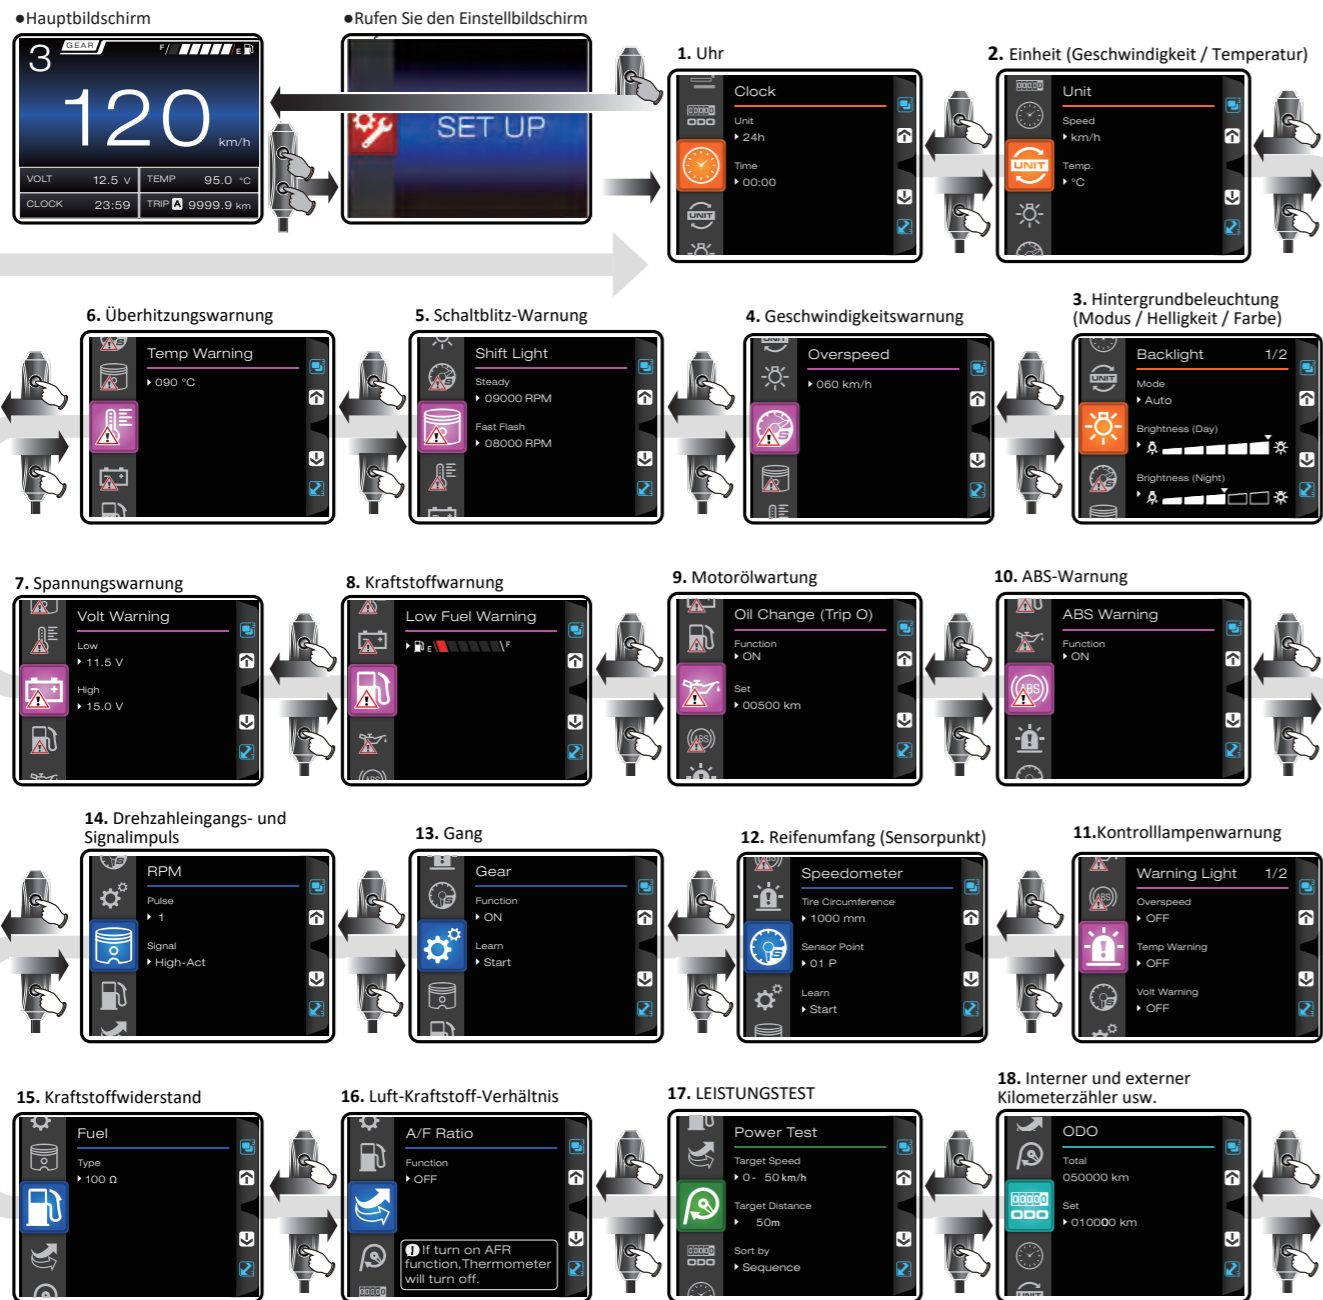 ●Hauptbildschirm
3 GEAR F E
120 km/h
VOLT 12.5 V TEMP 95.0 °C
CLOCK 23:59 TRIP A 9999.9 km
●Rufen Sie den Einstellbildschirm
SET UP
1. Uhr
ODO
UNIT
Clock
Unit
24h
Time
00:00
2. Einheit (Geschwindigkeit / Temperatur)
UNIT
Unit
Speed
km/h
Temp.
°C
6. Überhitzungswarnung
Temp Warning
090 °C
5. Schaltblitz-Warnung
Shift Light
Steady
09000 RPM
Fast Flash
08000 RPM
4. Geschwindigkeitswarnung
Overspeed
060 km/h
3. Hintergrundbeleuchtung
(Modus / Helligkeit / Farbe)
UNIT
Backlight 1/2
Mode
Auto
Brightness (Day)
Brightness (Night)
7. Spannungswarnung
Volt Warning
Low
11.5 V
High
15.0 V
8. Kraftstoffwarnung
Low Fuel Warning
E F
9. Motorölwartung
Oil Change (Trip O)
Function
ON
Set
00500 km
10. ABS-Warnung
ABS Warning
Function
ON
14. Drehzahleingangs- und
Signalimpuls
RPM
Pulse
1
Signal
High-Act
13. Gang
Gear
Function
ON
Learn
Start
12. Reifenumfang (Sensorpunkt)
Speedometer
Tire Circumference
1000 mm
Sensor Point
01 P
Learn
Start
11.Kontrolllampenwarnung
Warning Light 1/2
Overspeed
OFF
Temp Warning
OFF
Volt Warning
OFF
15. Kraftstoffwiderstand
Fuel
Type
100 Ω
16. Luft-Kraftstoff-Verhältnis
A/F Ratio
Function
OFF
If turn on AFR
function,Thermometer
will turn off.
17. LEISTUNGSTEST
ODO
Power Test
Target Speed
0- 50 km/h
Target Distance
50m
Sort by
Sequence
18. Interner und externer
Kilometerzähler usw.
ODO
ODO
Total
050000 km
Set
010000 km